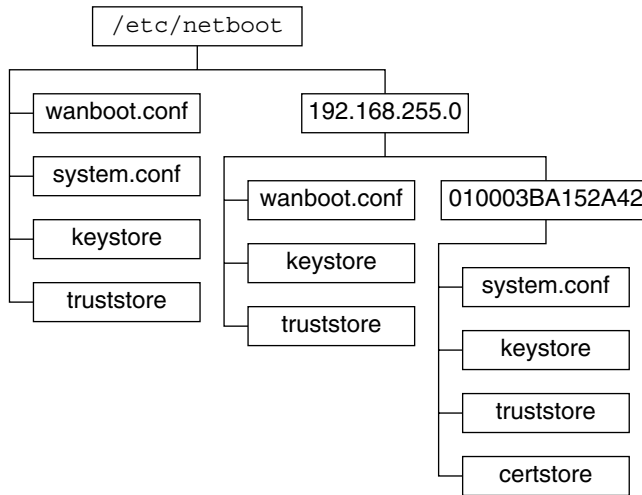 /etc/netboot
wanboot.conf
system.conf
keystore
truststore
192.168.255.0
wanboot.conf
keystore
truststore
010003BA152A42
system.conf
keystore
truststore
certstore